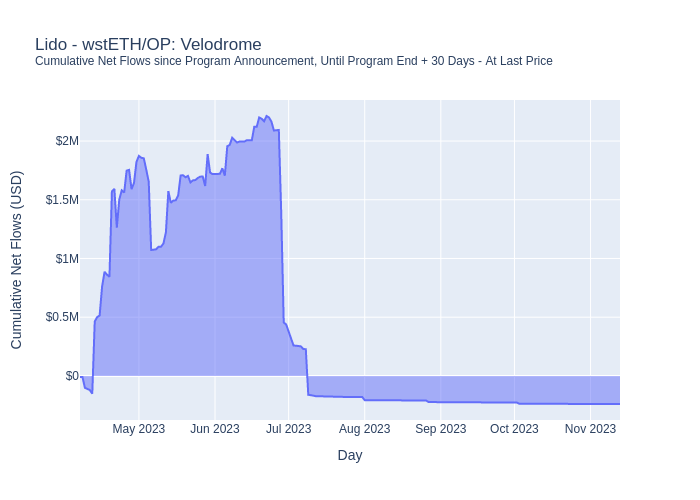 Lido - wstETH/OP: Velodrome
Cumulative Net Flows since Program Announcement, Until Program End + 30 Days - At Last Price
Cumulative Net Flows (USD)
$2M
$1.5M
$1M
$0.5M
$0
May 2023
Jun 2023
Jul 2023
Aug 2023
Sep 2023
Oct 2023
Nov 2023
Day